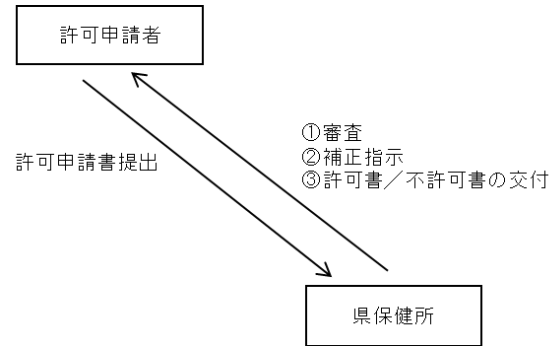 許可申請者
①審査
②補正指示
許可申請書提出
③許可書／不許可書の交付
県保健所